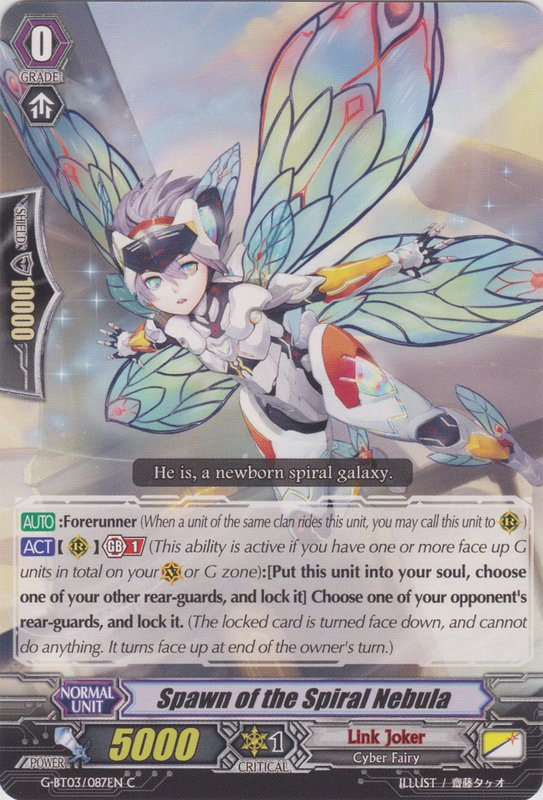 0
GRADE
SHIELD
10000
He is, a newborn spiral galaxy.
AUTO :Forerunner (When a unit of the same clan rides this unit, you may call this unit to R )
ACT【 R 】GB 1 (This ability is active if you have one or more face up G
units in total on your V or G zone):[Put this unit into your soul, choose
one of your other rear-guards, and lock it] Choose one of your opponent's
rear-guards, and lock it. (The locked card is turned face down, and cannot
do anything. It turns face up at end of the owner's turn.)
NORMAL
UNIT
Spawn of the Spiral Nebula
POWER
5000
1
CRITICAL
Link Joker
Cyber Fairy
G-BT03/087EN C
ILLUST / 齋藤タケオ